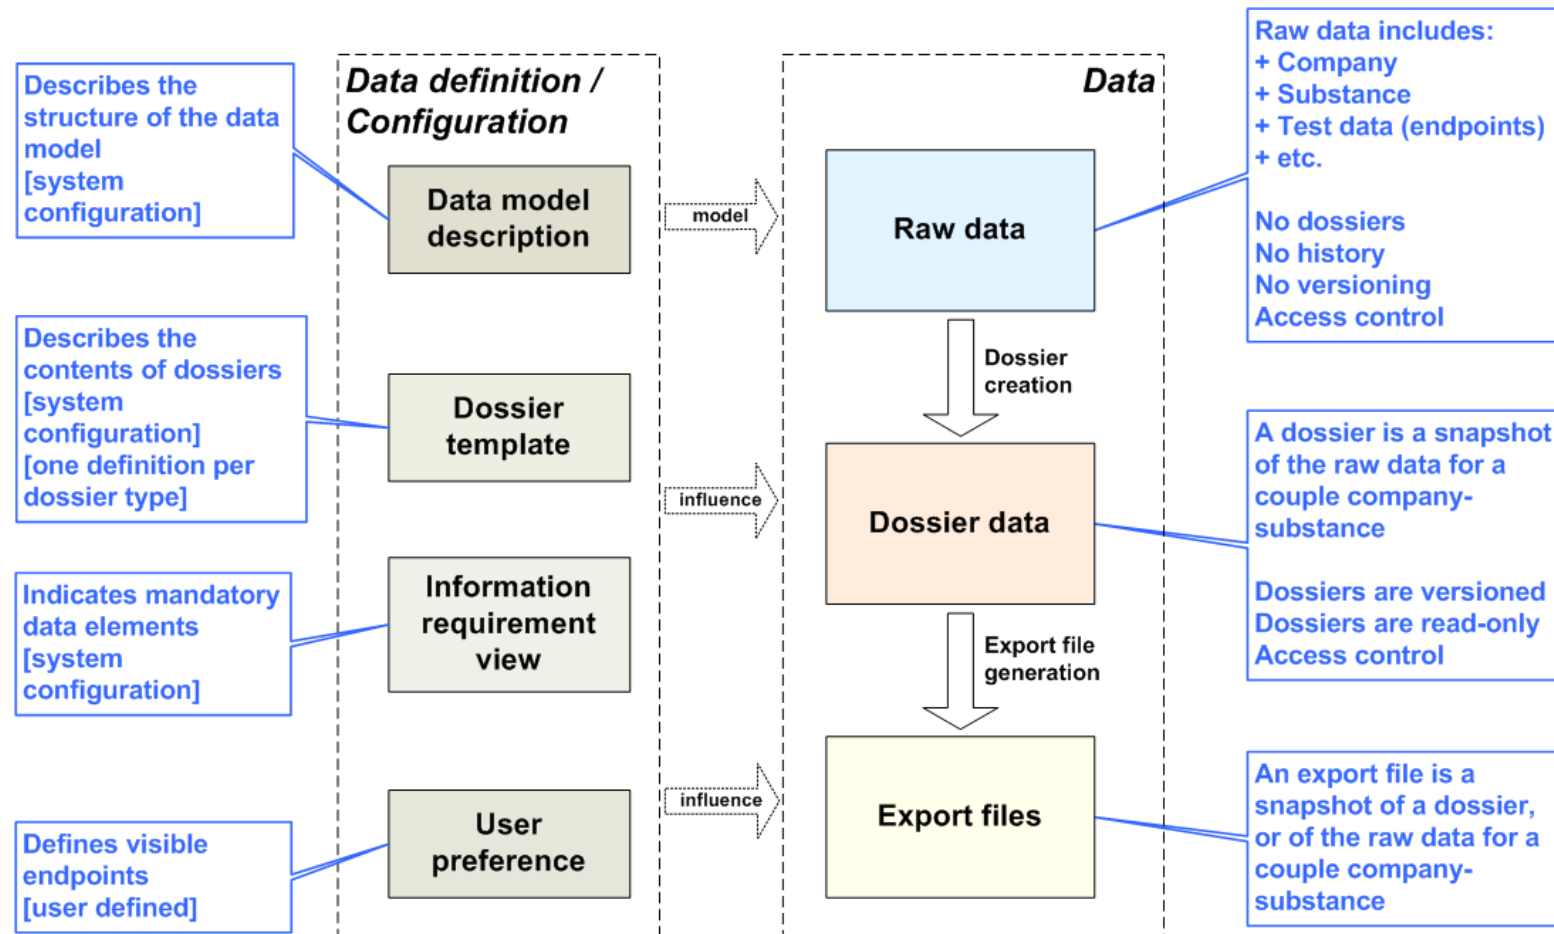 Describes the
structure of the data
model
[system
configuration]
Describes the
contents of dossiers
[system
configuration]
[one definition per
dossier type]
Indicates mandatory
data elements
[system
configuration]
Defines visible
endpoints
[user defined]
Data definition /
Configuration
Data model
description
Dossier
template
Information
requirement
view
User
preference
model
influence
influence
Data
Raw data
Dossier
creation
Dossier data
Export file
generation
Export files
Raw data includes:
+ Company
+ Substance
+ Test data (endpoints)
+ etc.
No dossiers
No history
No versioning
Access control
A dossier is a snapshot
of the raw data for a
couple company-
substance
Dossiers are versioned
Dossiers are read-only
Access control
An export file is a
snapshot of a dossier,
or of the raw data for a
couple company-
substance